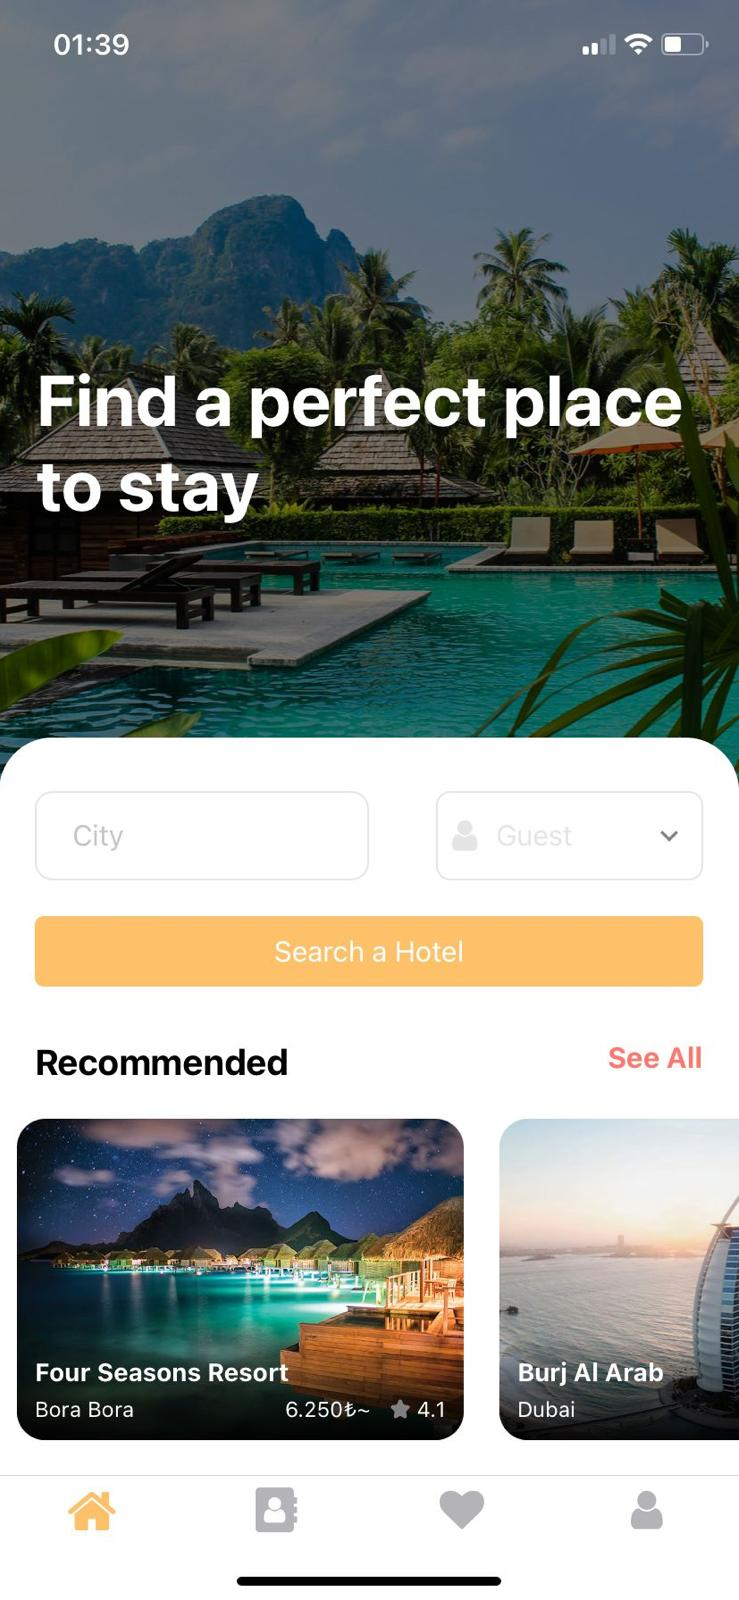 01:39
Find a perfect place
to stay
City
Guest
Search a Hotel
Recommended
See All
Four Seasons Resort
Bora Bora
6.250₺~
4.1
Burj Al Arab
Dubai